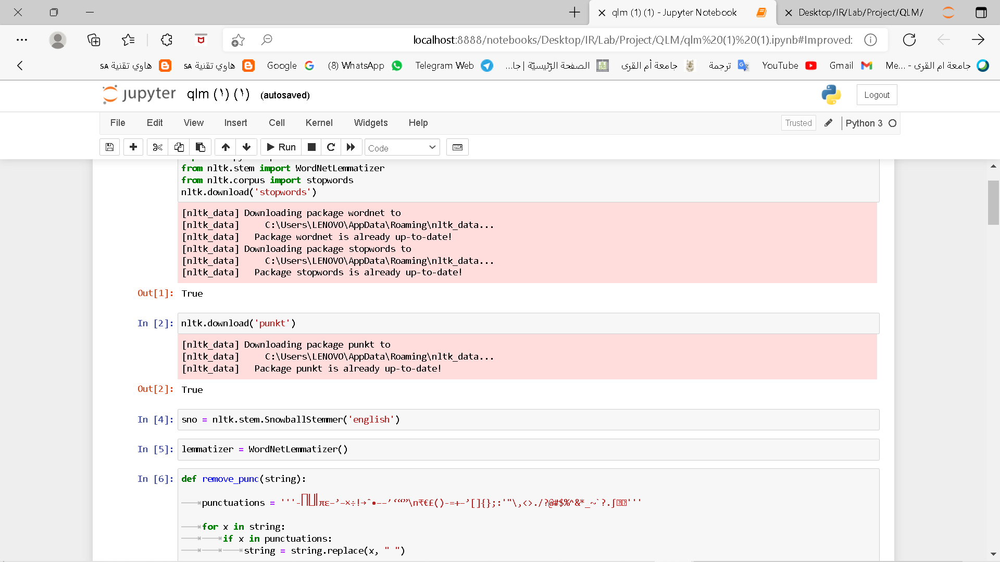 qlm (1) (1) - Jupyter Notebook
Desktop/IR/Lab/Project/QLM/
localhost:8888/notebooks/Desktop/IR/Lab/Project/QLM/qlm%20(1)%20(1).ipynb#Improved:
هاوي تقنية SA
هاوي تقنية SA
Google
(8) WhatsApp
Telegram Web
الصفحة الرّئيسيّة | جا...
جامعة أم القرى
ترجمة
YouTube
Gmail
جامعة ام القرى - Me...
jupyter qlm (١) (١) (autosaved)
Logout
File Edit View Insert Cell Kernel Widgets Help
Trusted Python 3
Run Code
from nltk.stem import WordNetLemmatizer
from nltk.corpus import stopwords
nltk.download('stopwords')
[nltk_data] Downloading package wordnet to
[nltk_data]     C:\Users\LENOVO\AppData\Roaming\nltk_data...
[nltk_data]   Package wordnet is already up-to-date!
[nltk_data] Downloading package stopwords to
[nltk_data]     C:\Users\LENOVO\AppData\Roaming\nltk_data...
[nltk_data]   Package stopwords is already up-to-date!
Out[1]: True
In [2]: nltk.download('punkt')
[nltk_data] Downloading package punkt to
[nltk_data]     C:\Users\LENOVO\AppData\Roaming\nltk_data...
[nltk_data]   Package punkt is already up-to-date!
Out[2]: True
In [4]: sno = nltk.stem.SnowballStemmer('english')
In [5]: lemmatizer = WordNetLemmatizer()
In [6]: def remove_punc(string):
punctuations =
for x in string:
if x in punctuations:
string = string.replace(x, " ")